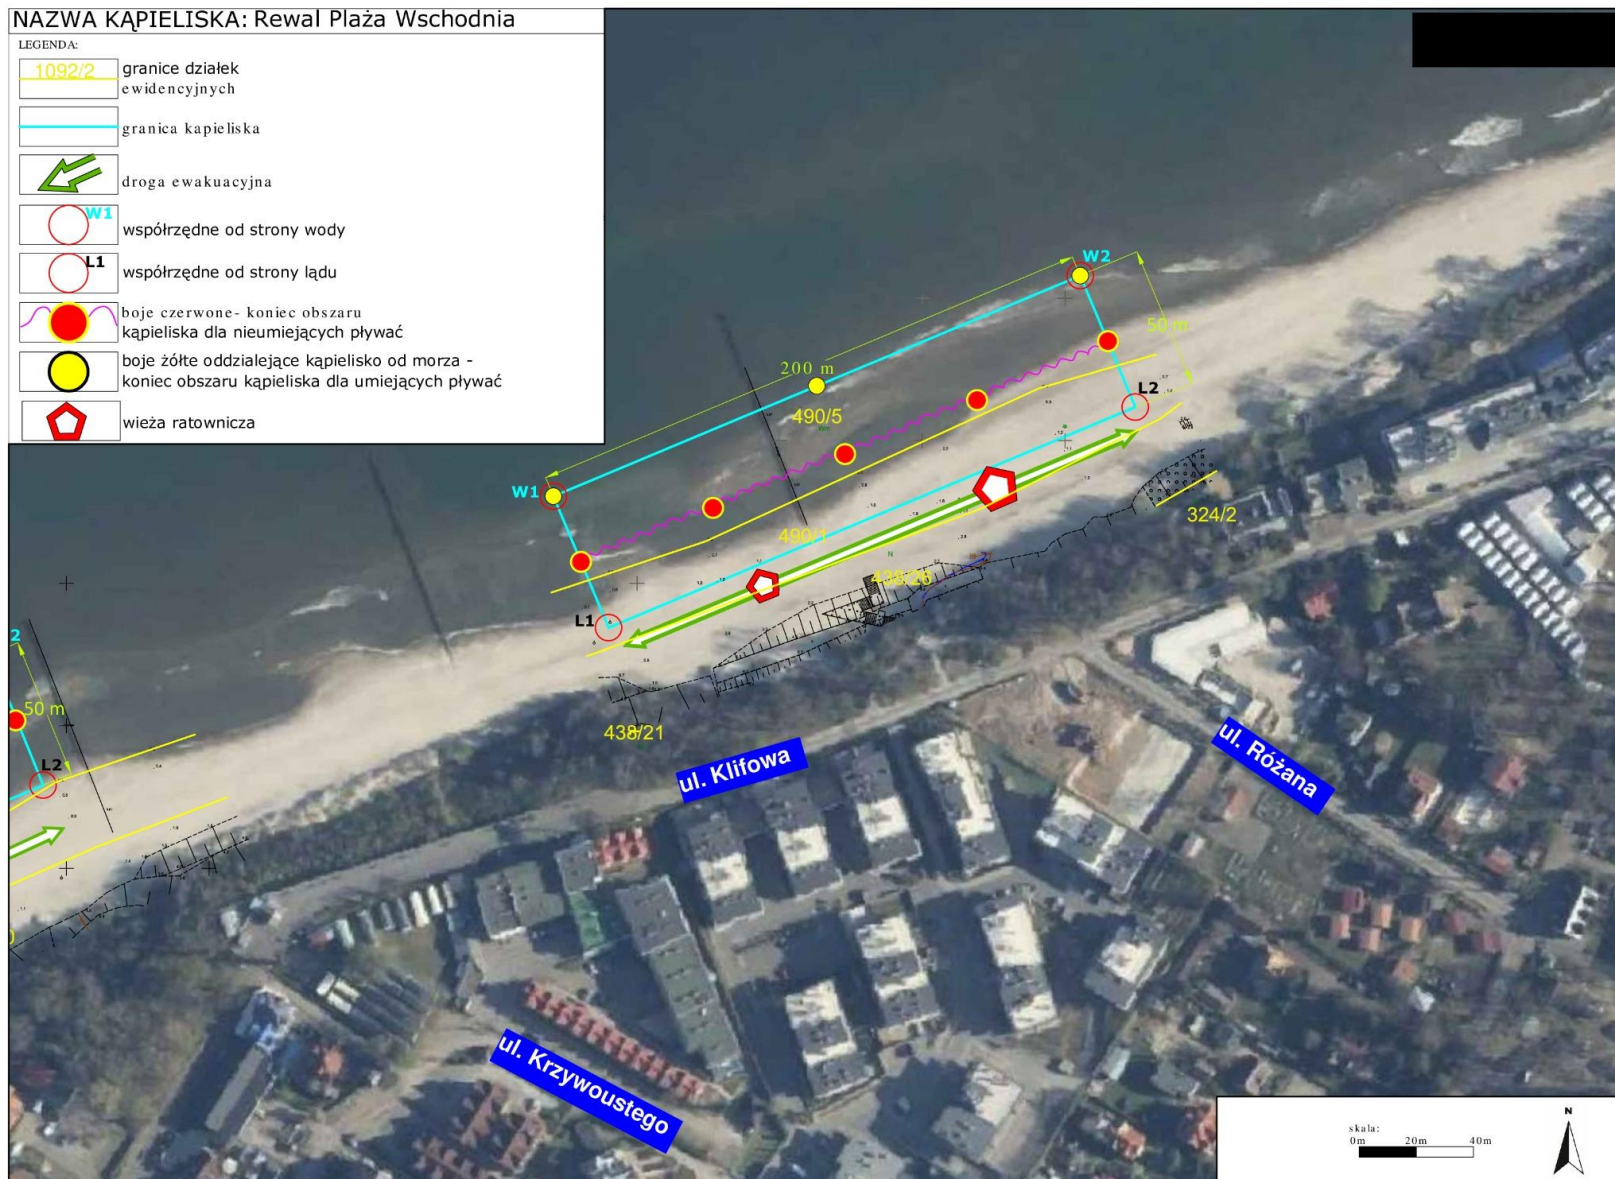 NAZWA KĄPIELISKA: Rewal Plaża Wschodnia
LEGENDA:
1092/2
granice działek
ewidencyjnych
granica kapieliska
droga ewakuacyjna
W1
współrzędne od strony wody
L1
współrzędne od strony lądu
boje czerwone- koniec obszaru
kąpieliska dla nieumiejących pływać
boje żółte oddzialejące kąpielisko od morza -
koniec obszaru kąpieliska dla umiejących pływać
wieża ratownicza
W2
50 m
200 m
L2
490/5
W1
324/2
490/1
438/26
L1
2
50 m
438/21
L2
ul. Klifowa
ul. Różana
ul. Krzywoustego
skala:
0m 20m 40m
N